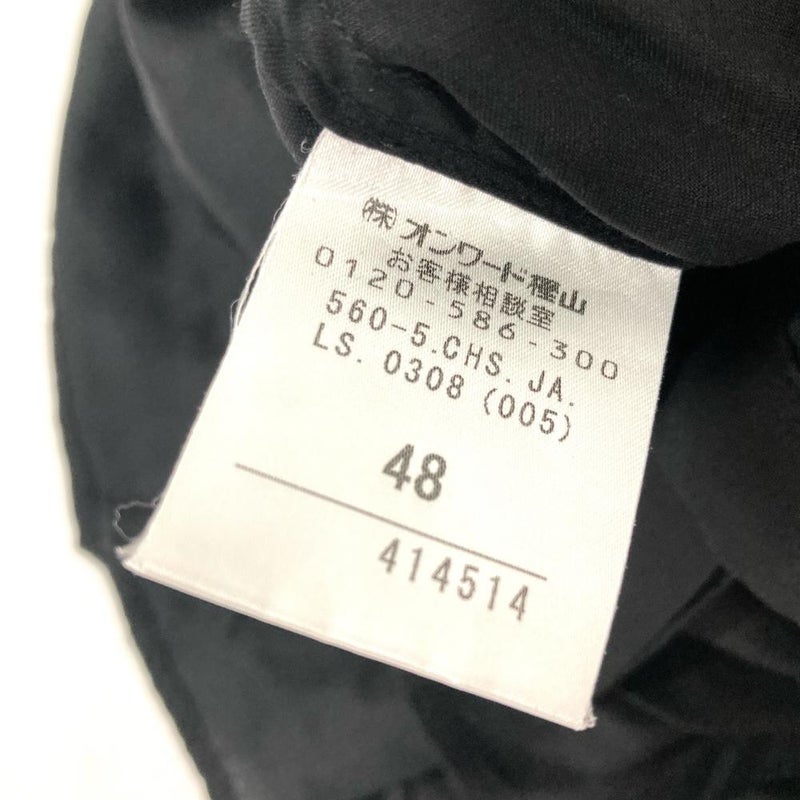 ㈱オンワード樫山
お客様相談室
0120-586-300
560-5.CHS. JA.
LS. 0308 (005)
48
414514